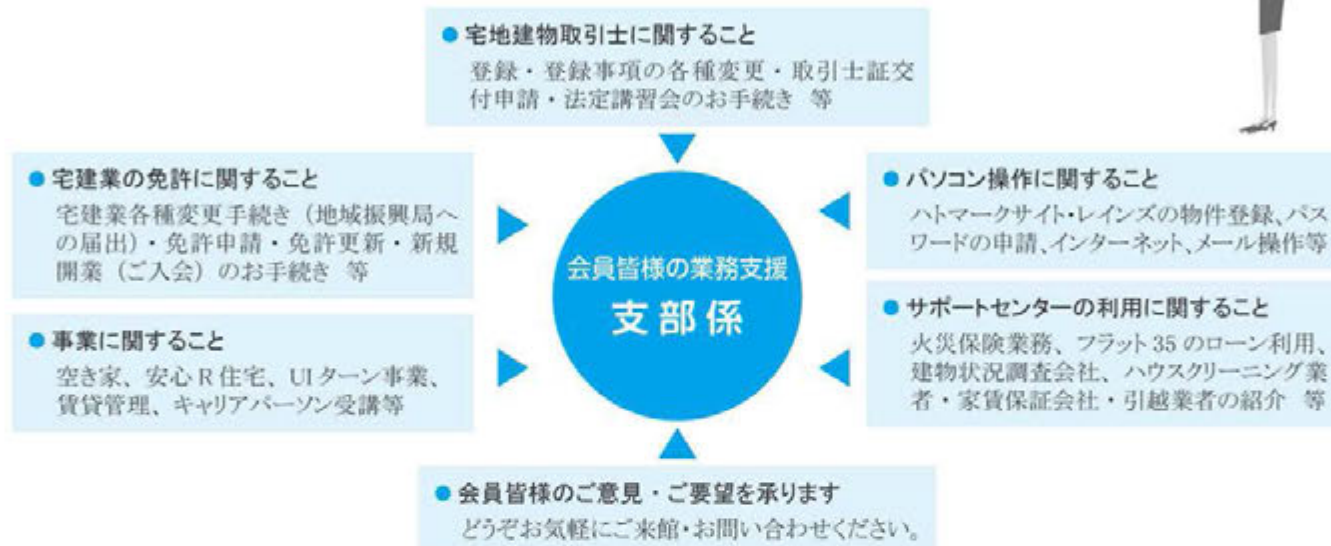 ● 宅地建物取引士に関すること
登録・登録事項の各種変更・取引士証交
付申請・法定講習会のお手続き 等
● 宅建業の免許に関すること
宅建業各種変更手続き（地域振興局へ
の届出）・免許申請・免許更新・新規
開業（ご入会）のお手続き 等
● 事業に関すること
空き家、安心R住宅、UIターン事業、
賃貸管理、キャリアパーソン受講等
会員皆様の業務支援
支部係
● パソコン操作に関すること
ハトマークサイト・レインズの物件登録、パス
ワードの申請、インターネット、メール操作等
● サポートセンターの利用に関すること
火災保険業務、フラット35のローン利用、
建物状況調査会社、ハウスクリーニング業
者・家賃保証会社・引越業者の紹介 等
● 会員皆様のご意見・ご要望を承ります
どうぞお気軽にご来館・お問い合わせください。